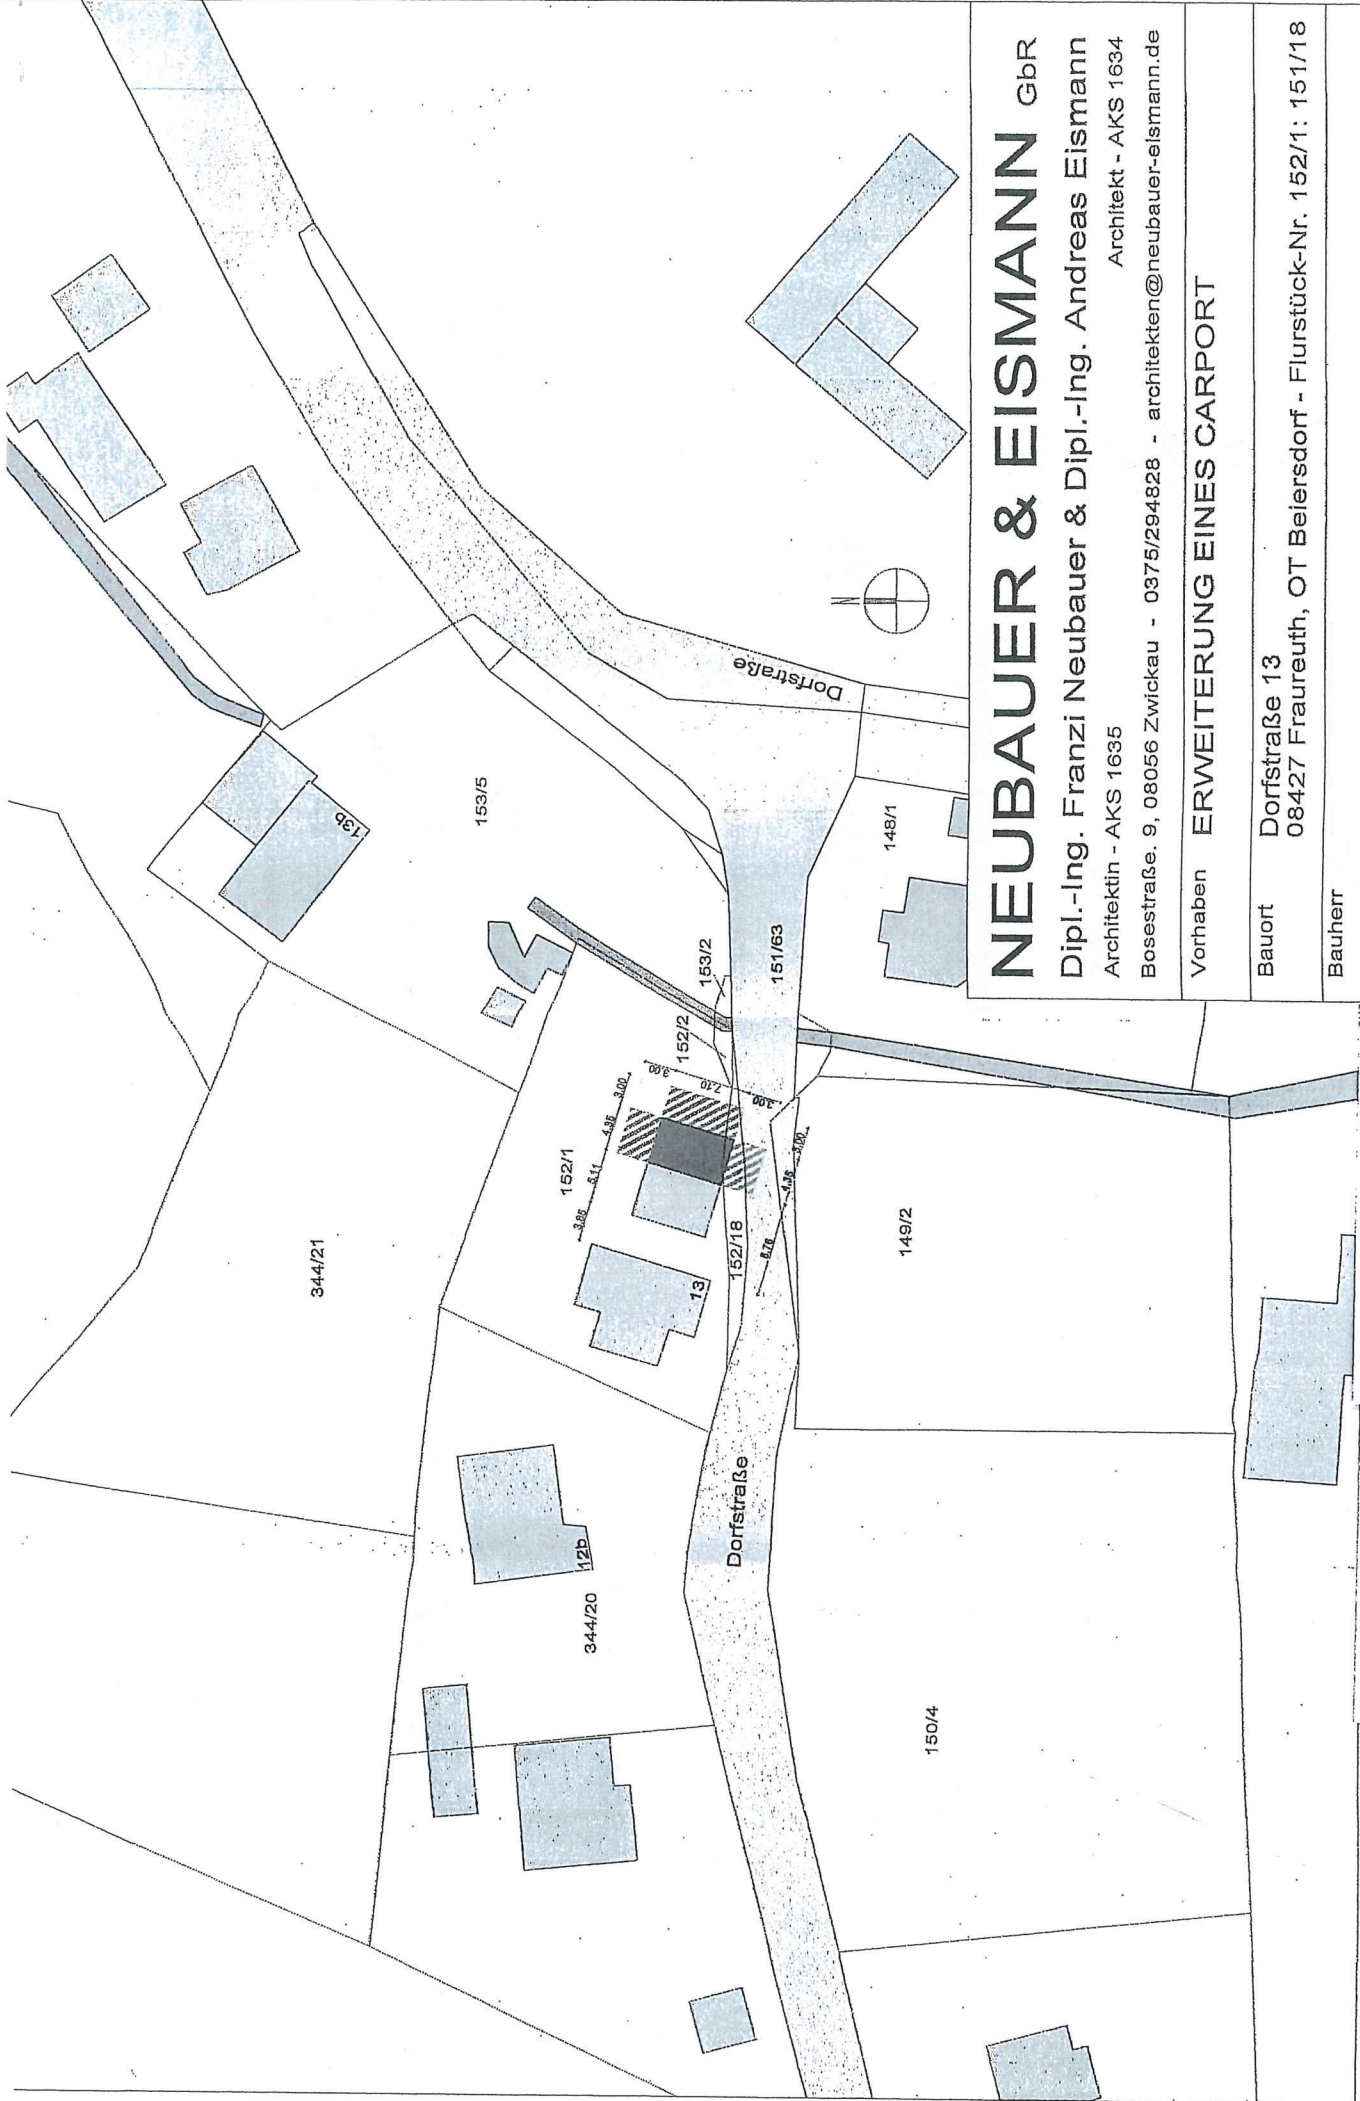 13b
153/5
Dorfstraße
N
344/21
152/1
152/2
153/2
151/63
148/1
3.85
5.11
4.35
3.00
3.00
7.10
3.00
13
152/18
8.76
4.35
3.00
149/2
12b
344/20
Dorfstraße
150/4
NEUBAUER & EISMANN GbR
Dipl.-Ing. Franzi Neubauer & Dipl.-Ing. Andreas Eismann
Architektin - AKS 1635 Architekt - AKS 1634
Bosestraße. 9, 08056 Zwickau - 0375/294828 - architekten@neubauer-eismann.de
Vorhaben ERWEITERUNG EINES CARPORT
Bauort Dorfstraße 13
08427 Fraureuth, OT Beiersdorf - Flurstück-Nr. 152/1: 151/18
Bauherr